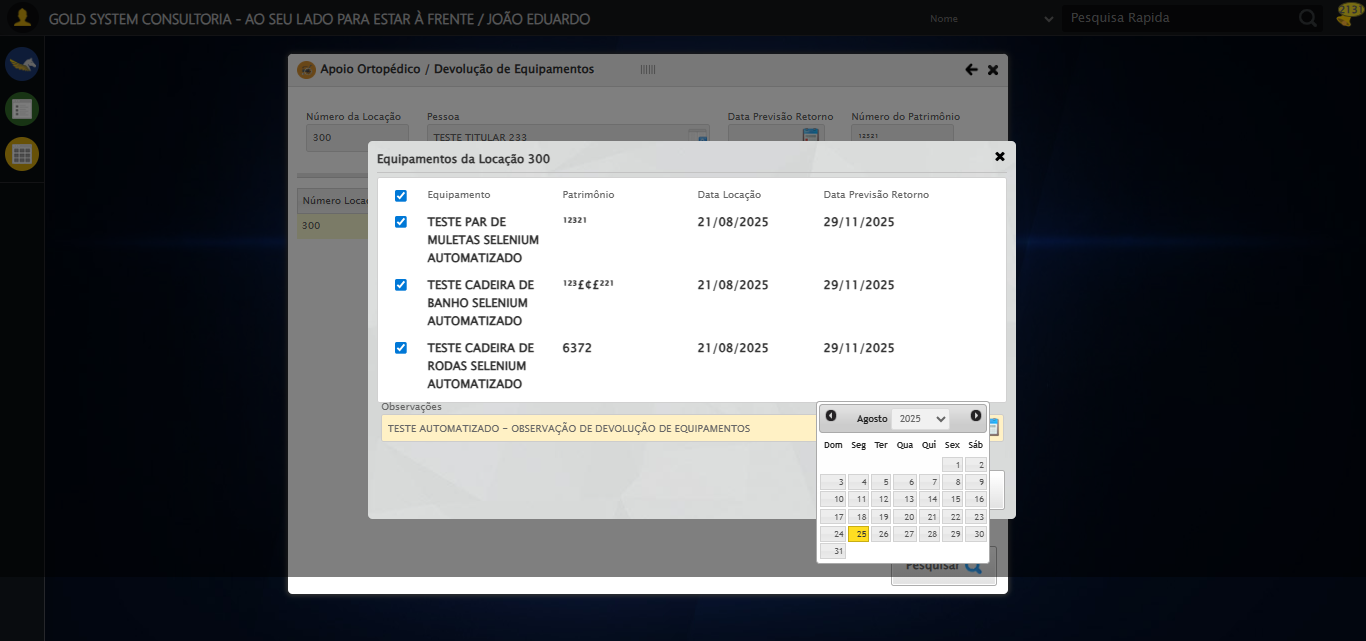 GOLD SYSTEM CONSULTORIA - AO SEU LADO PARA ESTAR À FRENTE / JOÃO EDUARDO
Nome
Pesquisa Rapida
2131
Apoio Ortopédico / Devolução de Equipamentos
Número da Locação Pessoa Data Previsão Retorno Número do Patrimônio
300 TESTE TITULAR 233 ¹²³²¹
Equipamentos da Locação 300
Número Loca
300
Equipamento Patrimônio Data Locação Data Previsão Retorno
TESTE PAR DE MULETAS SELENIUM AUTOMATIZADO ¹²³²¹ 21/08/2025 29/11/2025
TESTE CADEIRA DE BANHO SELENIUM AUTOMATIZADO ¹²³£¢£²²¹ 21/08/2025 29/11/2025
TESTE CADEIRA DE RODAS SELENIUM AUTOMATIZADO 6372 21/08/2025 29/11/2025
Observações
TESTE AUTOMATIZADO - OBSERVAÇÃO DE DEVOLUÇÃO DE EQUIPAMENTOS
Agosto 2025
Dom Seg Ter Qua Qui Sex Sáb
1 2
3 4 5 6 7 8 9
10 11 12 13 14 15 16
17 18 19 20 21 22 23
24 25 26 27 28 29 30
31
Pesquisar